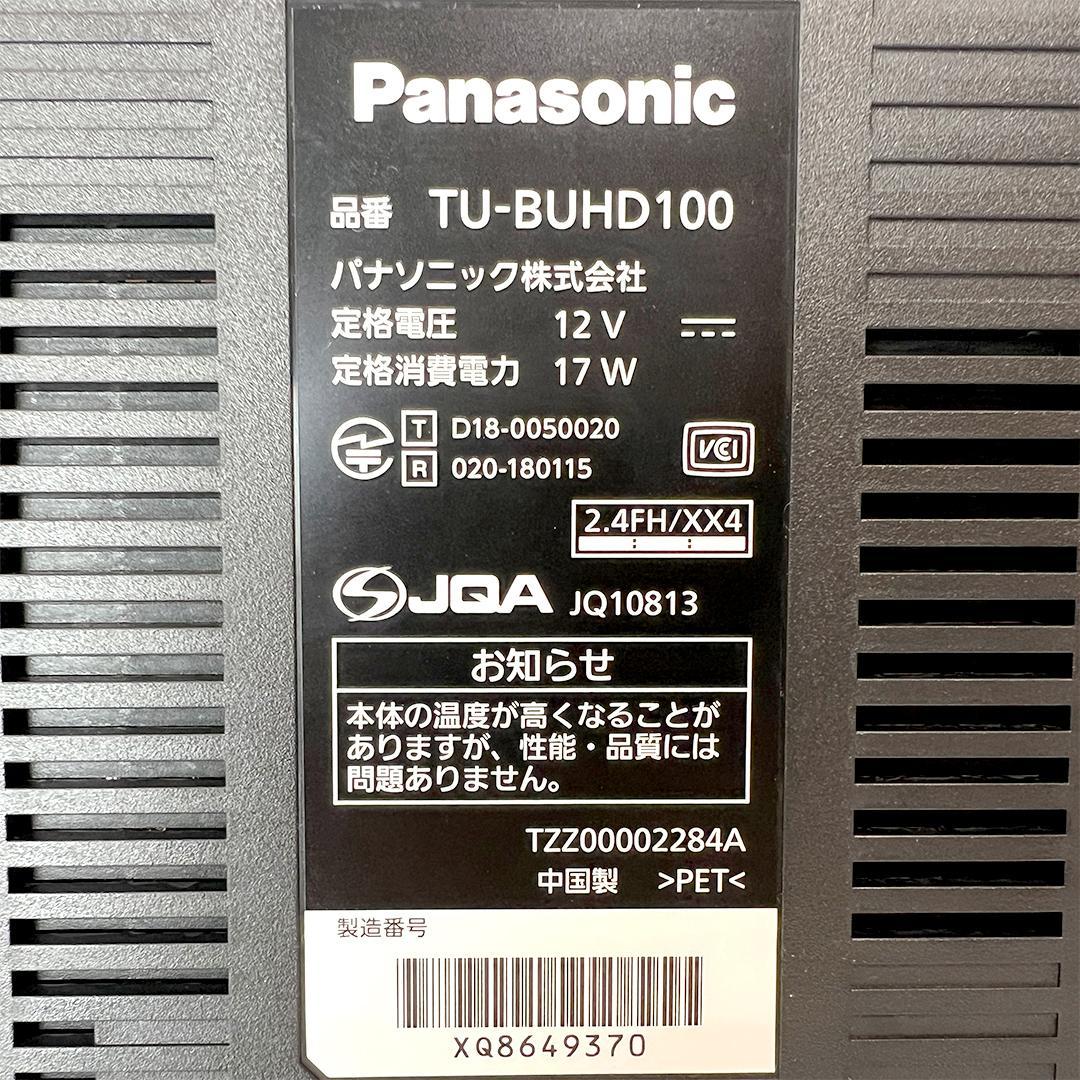 Panasonic
品番 TU-BUHD100
パナソニック株式会社
定格電圧 12 V
定格消費電力 17 W
T D18-0050020
R 020-180115
VCCI
2.4FH/XX4
JQA JQ10813
お知らせ
本体の温度が高くなることが
ありますが、性能・品質には
問題ありません。
TZZ00002284A
中国製 >PET<
製造番号
XQ8649370